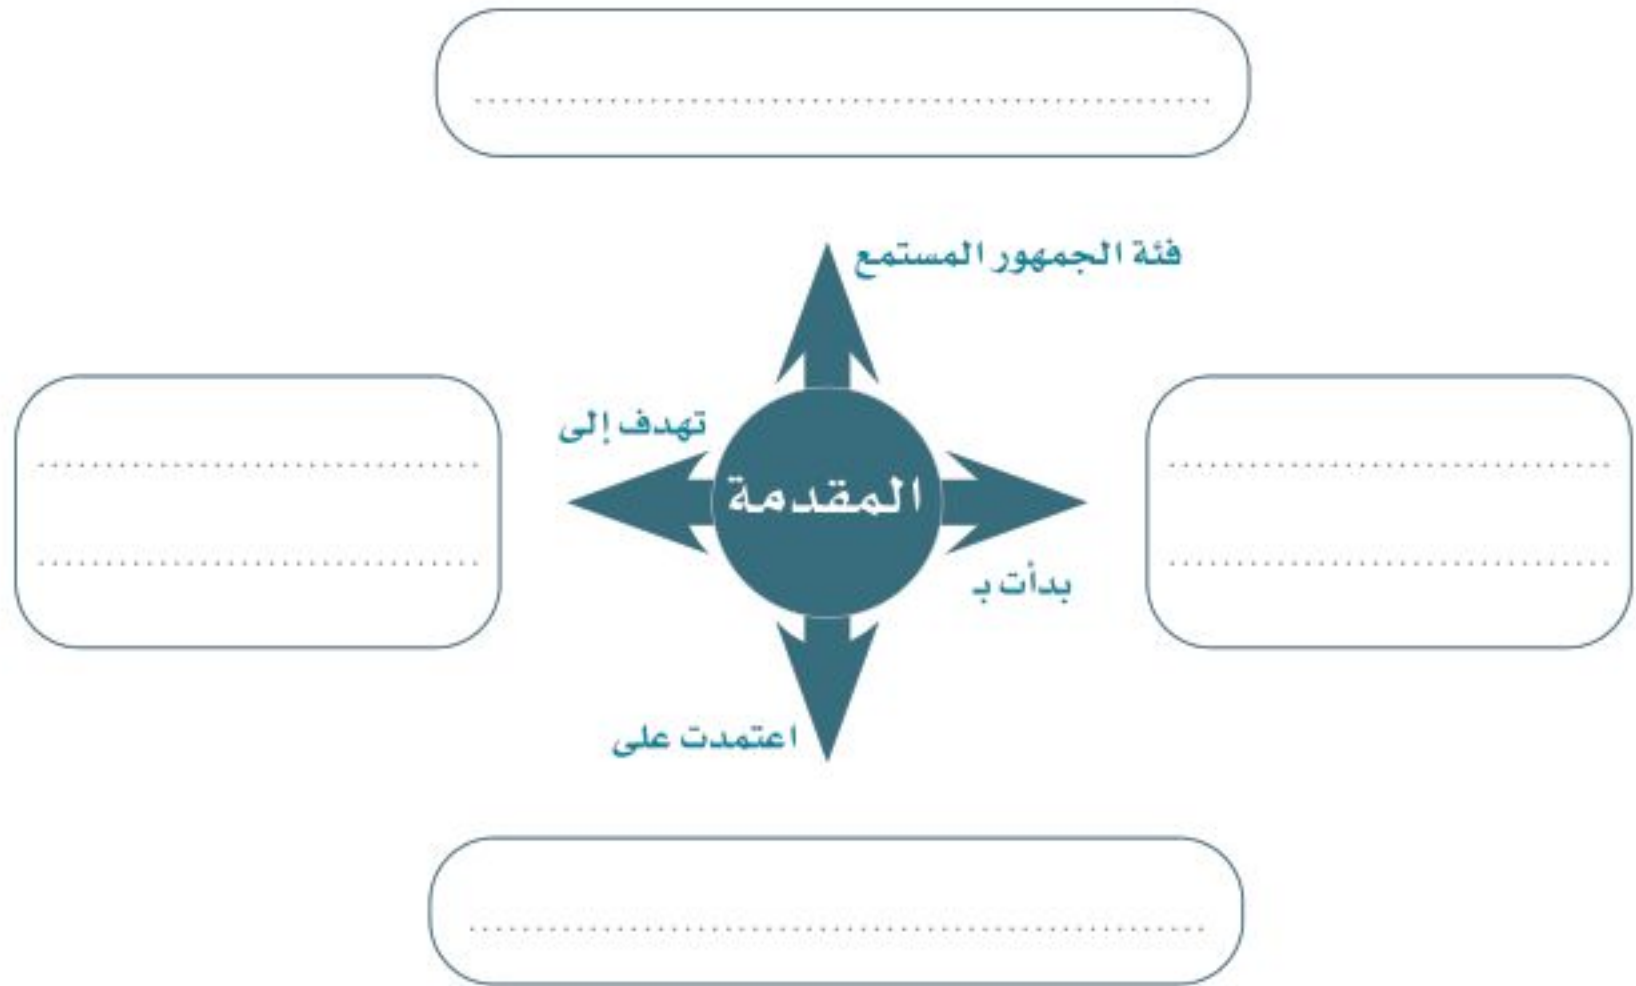 فئة الجمهور المستمع
تهدف إلى
المقدمة
بدأت بـ
اعتمدت على